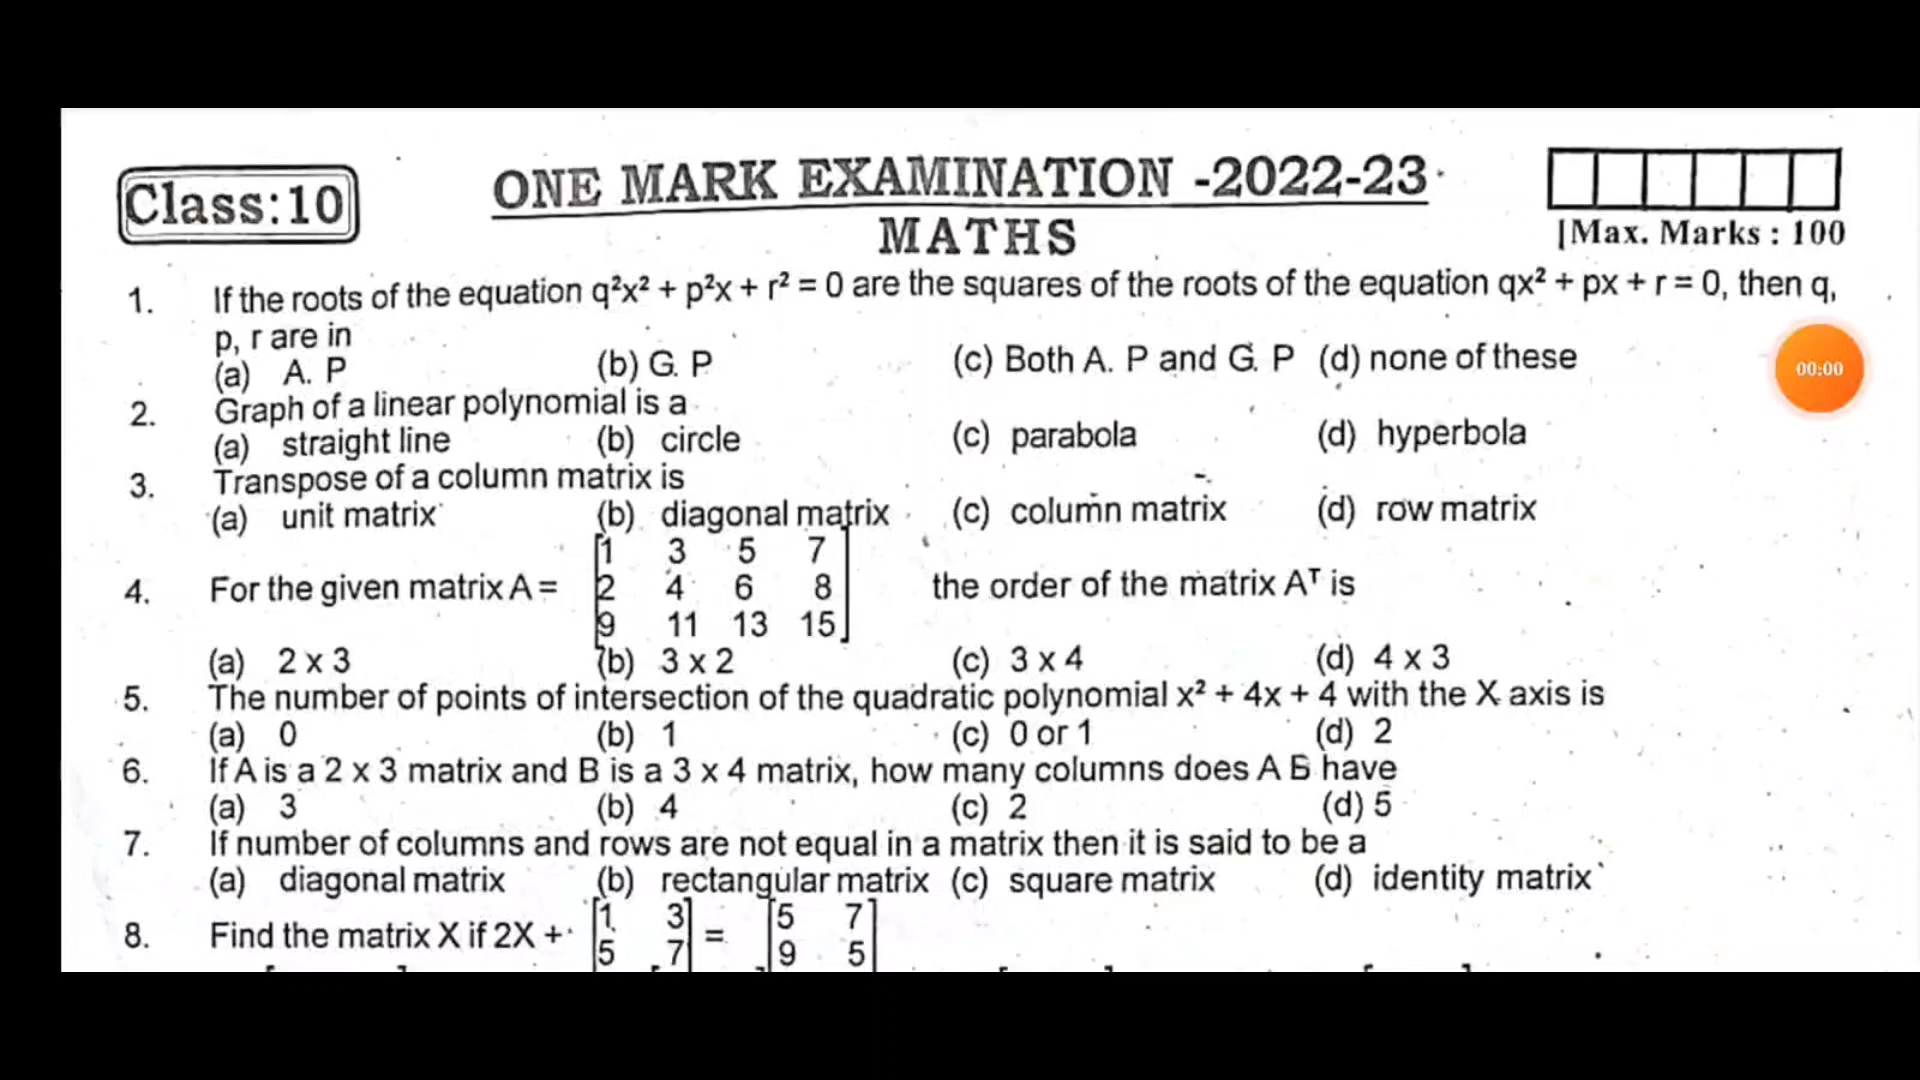 Class:10
ONE MARK EXAMINATION -2022-23
MATHS
|Max. Marks : 100
1. If the roots of the equation q²x² + p²x + r² = 0 are the squares of the roots of the equation qx² + px + r = 0, then q,
p, r are in
(a) A. P (b) G. P (c) Both A. P and G. P (d) none of these
00:00
2. Graph of a linear polynomial is a
(a) straight line (b) circle (c) parabola (d) hyperbola
3. Transpose of a column matrix is
(a) unit matrix (b) diagonal matrix (c) column matrix (d) row matrix
1 3 5 7
4. For the given matrix A = 2 4 6 8 the order of the matrix Aᵀ is
9 11 13 15
(a) 2 x 3 (b) 3 x 2 (c) 3 x 4 (d) 4 x 3
5. The number of points of intersection of the quadratic polynomial x² + 4x + 4 with the X axis is
(a) 0 (b) 1 (c) 0 or 1 (d) 2
6. If A is a 2 x 3 matrix and B is a 3 x 4 matrix, how many columns does A B have
(a) 3 (b) 4 (c) 2 (d) 5
7. If number of columns and rows are not equal in a matrix then it is said to be a
(a) diagonal matrix (b) rectangular matrix (c) square matrix (d) identity matrix
8. Find the matrix X if 2X + [1 3 = [5 7]
5 7] 9 5